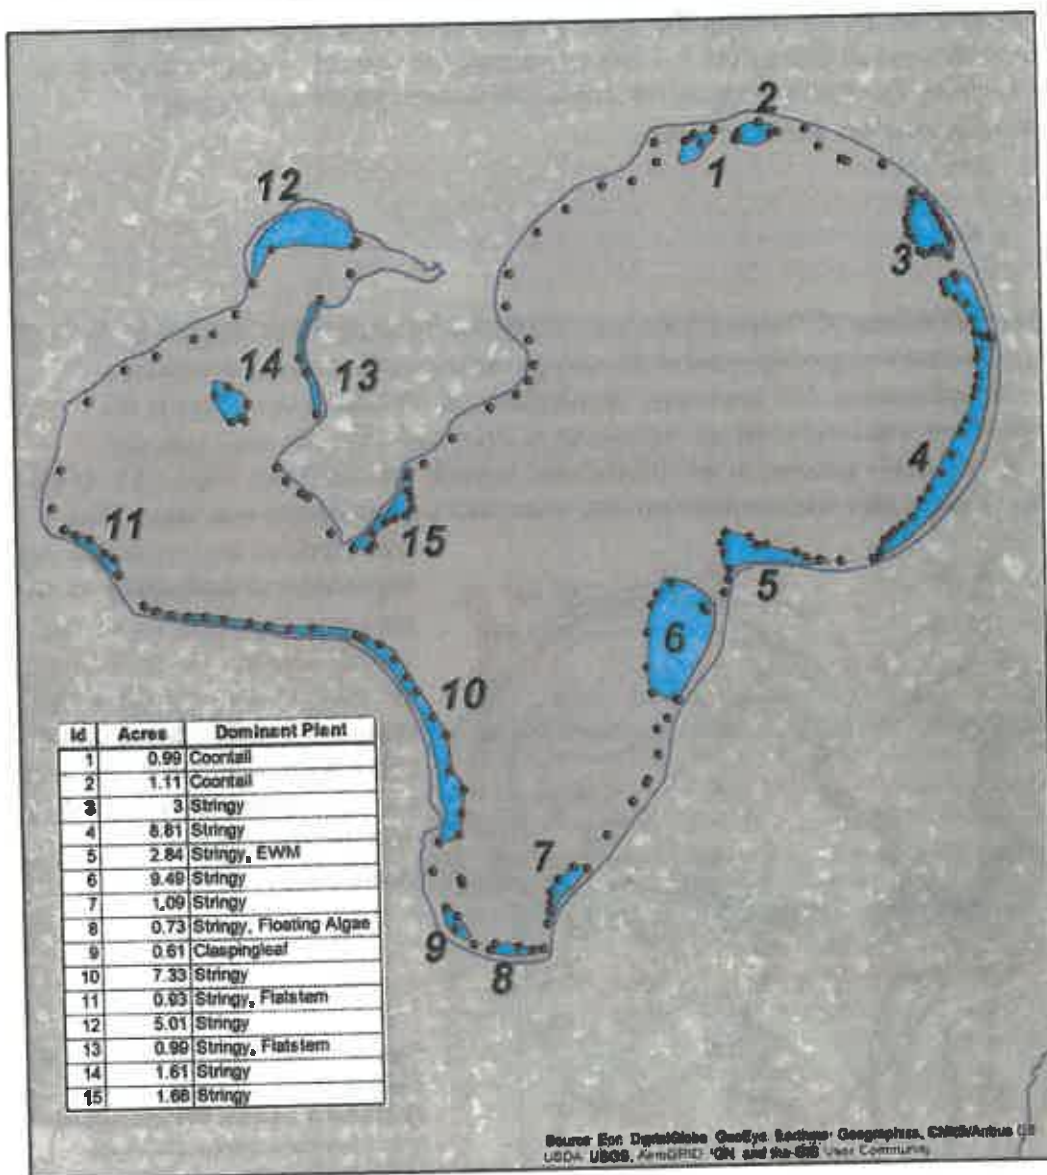 2
1
12
3
14
13
4
15
11
5
6
10
7
9
8
Id Acres Dominant Plant
1 0.99 Coontail
2 1.11 Coontail
3 3 Stringy
4 8.81 Stringy
5 2.84 Stringy, EWM
6 9.49 Stringy
7 1.09 Stringy
8 0.73 Stringy, Floating Algae
9 0.61 Claspingleaf
10 7.33 Stringy
11 0.93 Stringy, Flatstem
12 5.01 Stringy
13 0.99 Stringy, Flatstem
14 1.61 Stringy
15 1.66 Stringy
Source: Esri, DigitalGlobe, GeoEye, Earthstar Geographics, CNES/Airbus
USDA, USGS, AeroGRID, IGN, and the GIS User Community